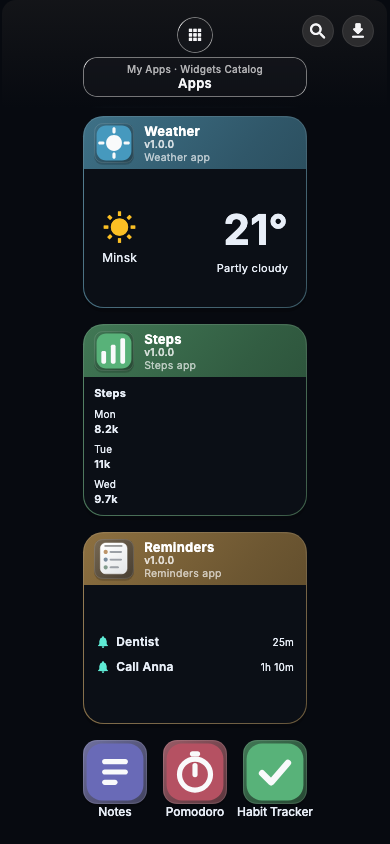 My Apps · Widgets Catalog
Apps
Weather
v1.0.0
Weather app
21°
Minsk
Partly cloudy
Steps
v1.0.0
Steps app
Steps
Mon
8.2k
Tue
11k
Wed
9.7k
Reminders
v1.0.0
Reminders app
Dentist 25m
Call Anna 1h 10m
Notes Pomodoro Habit Tracker